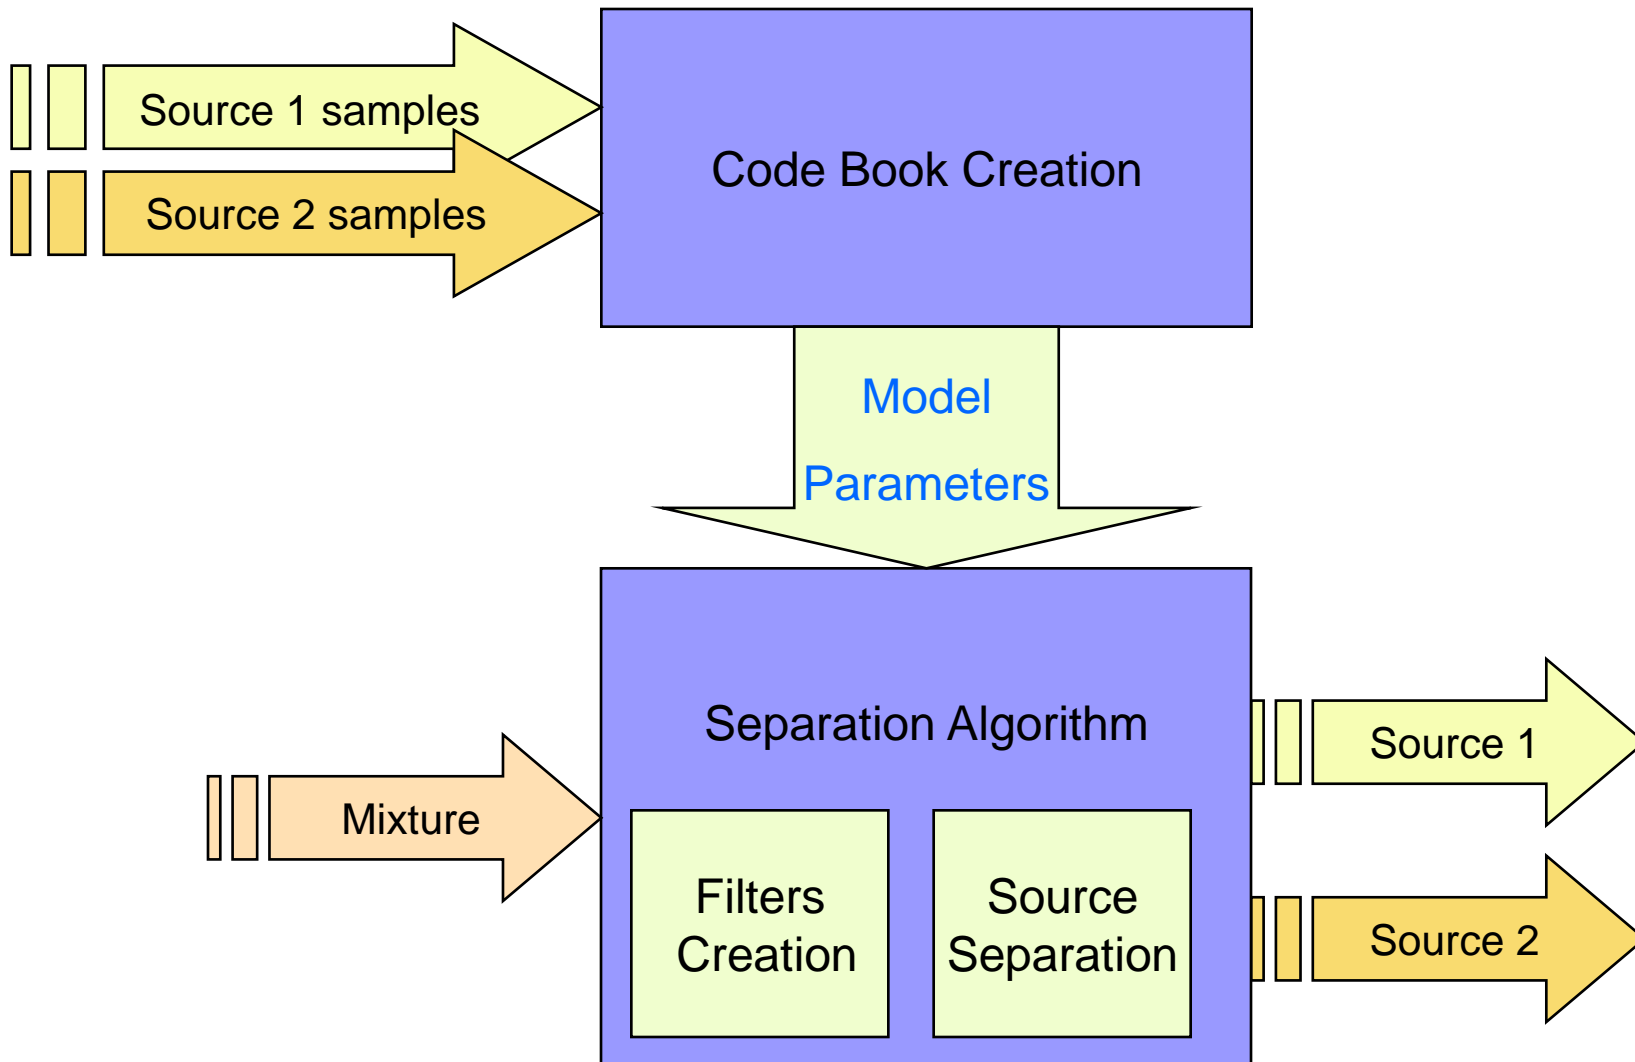 Source 1 samples
Source 2 samples
Code Book Creation
Model
Parameters
Separation Algorithm
Mixture
Filters
Creation
Source
Separation
Source 1
Source 2